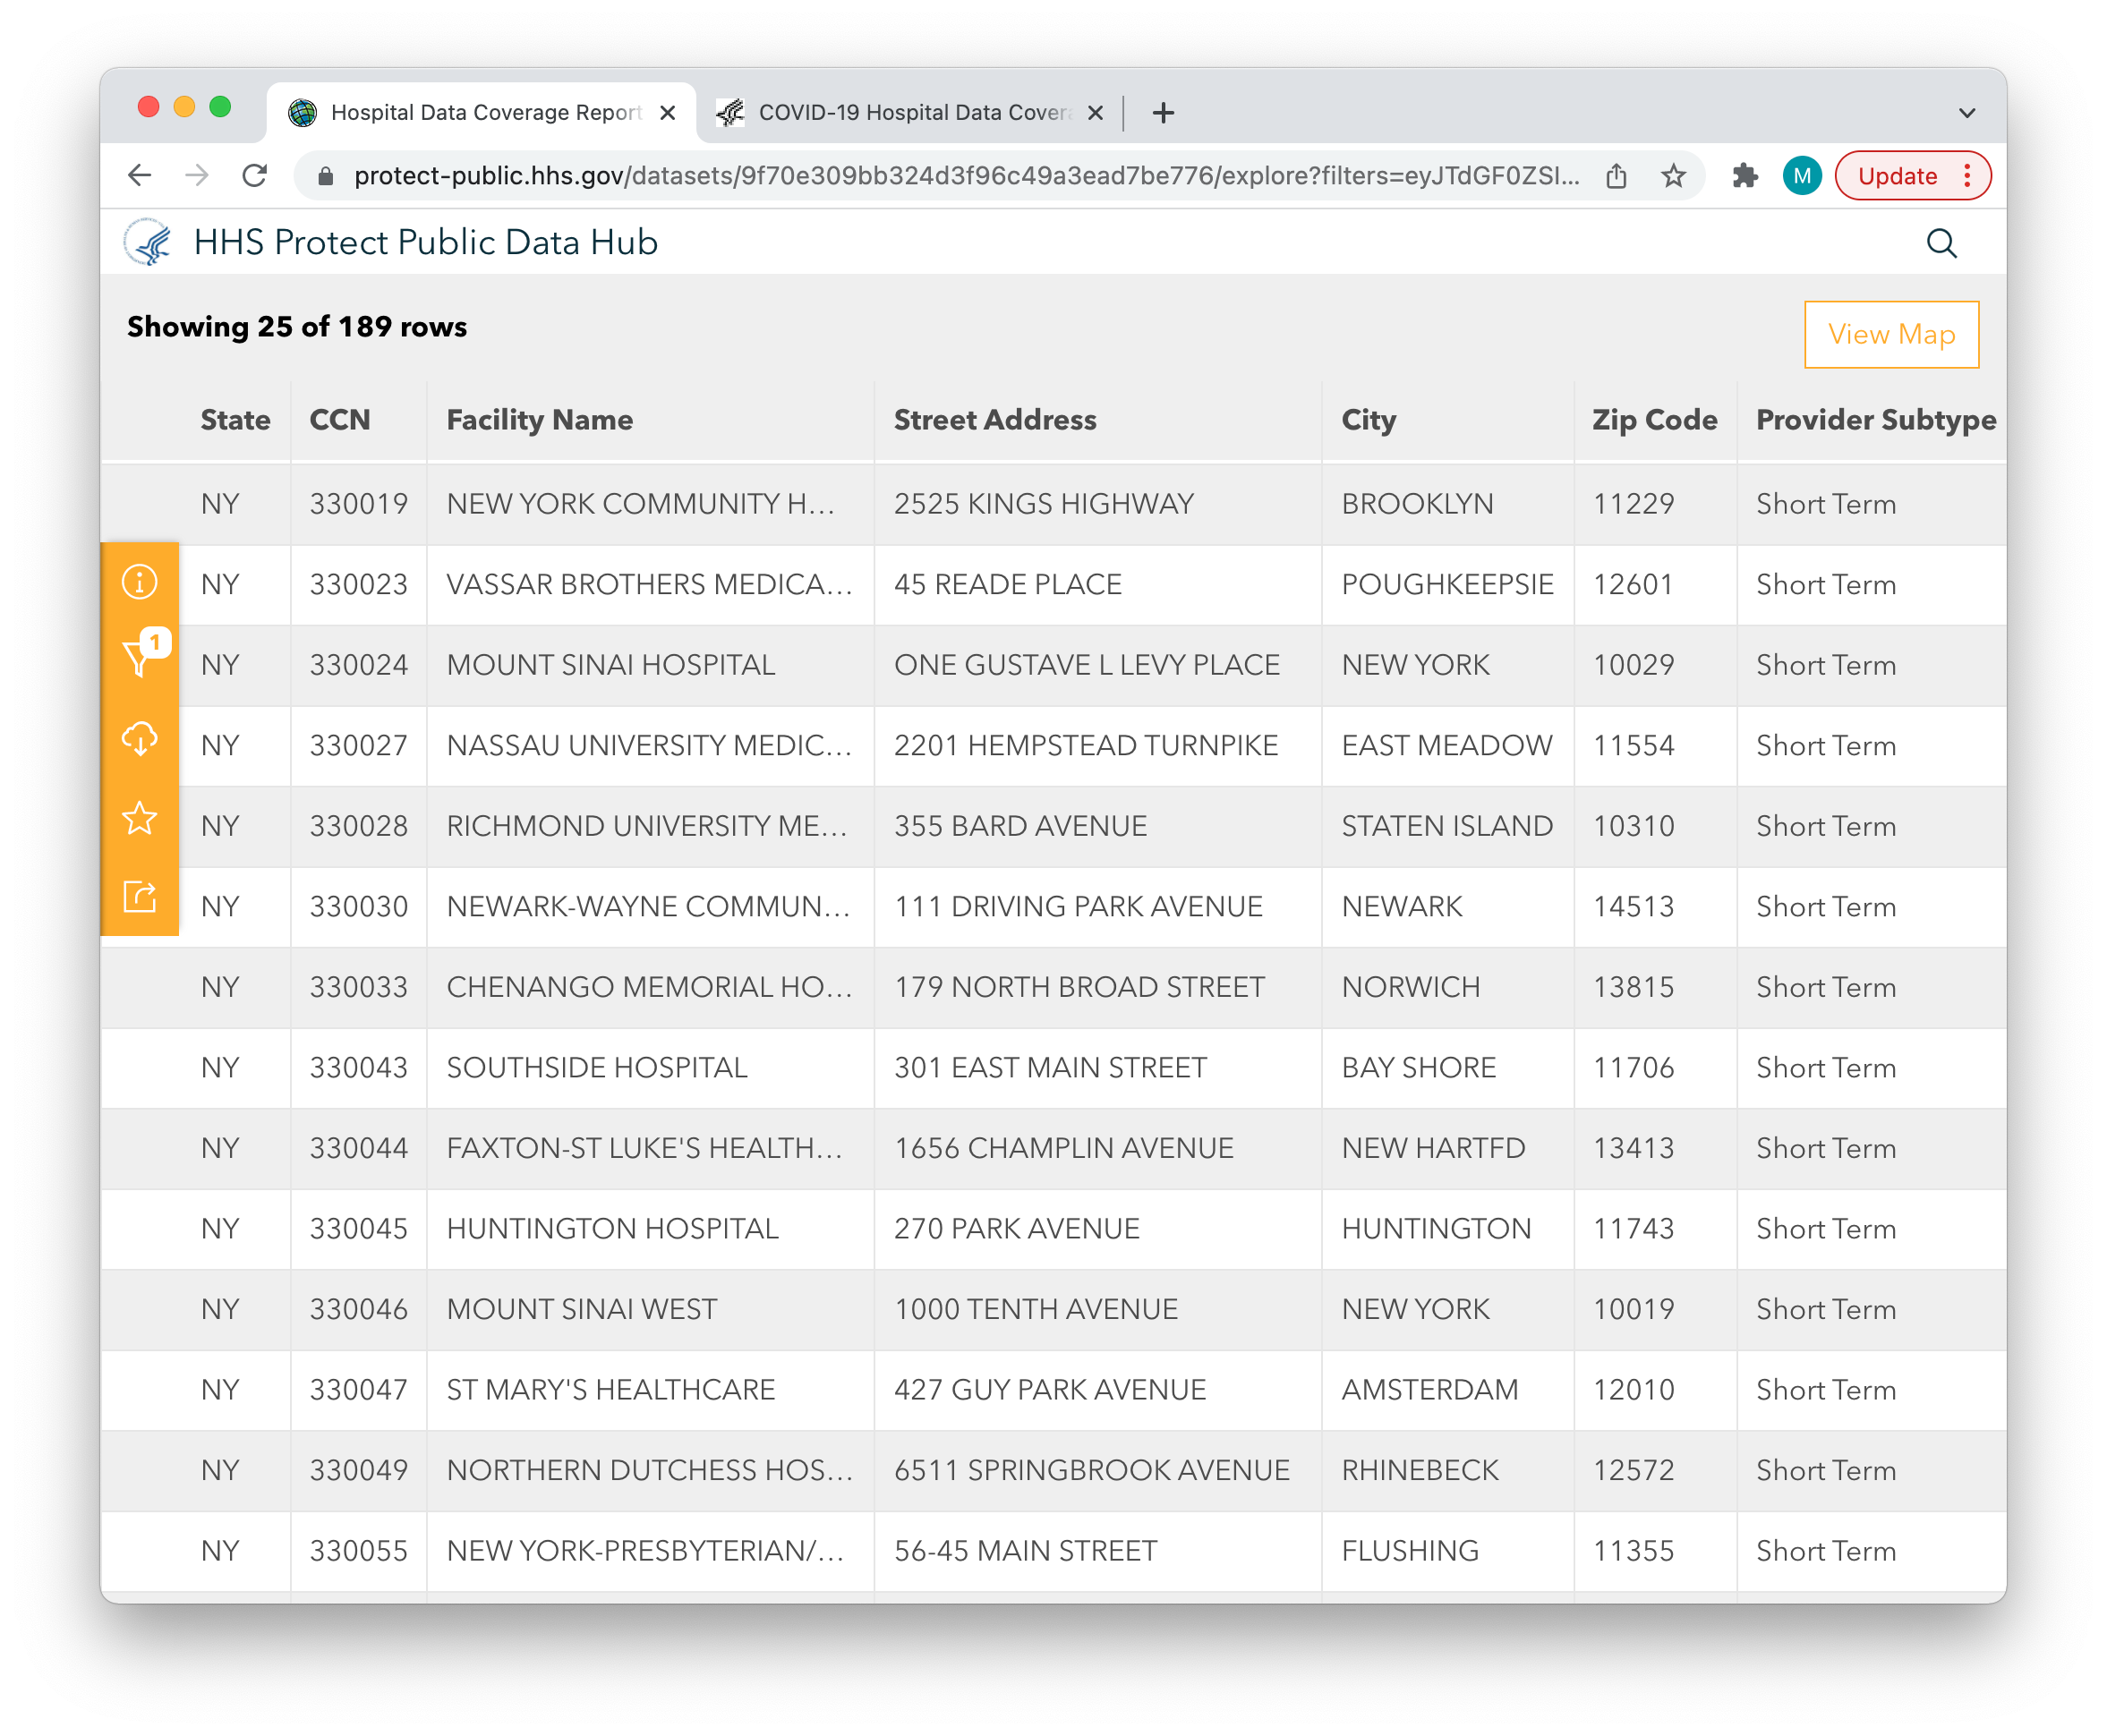 Hospital Data Coverage Report
COVID-19 Hospital Data Covera
protect-public.hhs.gov/datasets/9f70e309bb324d3f96c49a3ead7be776/explore?filters=eyJTdGF0ZSI...
M
Update
HHS Protect Public Data Hub
Showing 25 of 189 rows
View Map
State CCN Facility Name Street Address City Zip Code Provider Subtype
NY 330019 NEW YORK COMMUNITY H... 2525 KINGS HIGHWAY BROOKLYN 11229 Short Term
NY 330023 VASSAR BROTHERS MEDICA... 45 READE PLACE POUGHKEEPSIE 12601 Short Term
1
NY 330024 MOUNT SINAI HOSPITAL ONE GUSTAVE L LEVY PLACE NEW YORK 10029 Short Term
NY 330027 NASSAU UNIVERSITY MEDIC... 2201 HEMPSTEAD TURNPIKE EAST MEADOW 11554 Short Term
NY 330028 RICHMOND UNIVERSITY ME... 355 BARD AVENUE STATEN ISLAND 10310 Short Term
NY 330030 NEWARK-WAYNE COMMUN... 111 DRIVING PARK AVENUE NEWARK 14513 Short Term
NY 330033 CHENANGO MEMORIAL HO... 179 NORTH BROAD STREET NORWICH 13815 Short Term
NY 330043 SOUTHSIDE HOSPITAL 301 EAST MAIN STREET BAY SHORE 11706 Short Term
NY 330044 FAXTON-ST LUKE'S HEALTH... 1656 CHAMPLIN AVENUE NEW HARTFD 13413 Short Term
NY 330045 HUNTINGTON HOSPITAL 270 PARK AVENUE HUNTINGTON 11743 Short Term
NY 330046 MOUNT SINAI WEST 1000 TENTH AVENUE NEW YORK 10019 Short Term
NY 330047 ST MARY'S HEALTHCARE 427 GUY PARK AVENUE AMSTERDAM 12010 Short Term
NY 330049 NORTHERN DUTCHESS HOS... 6511 SPRINGBROOK AVENUE RHINEBECK 12572 Short Term
NY 330055 NEW YORK-PRESBYTERIAN/... 56-45 MAIN STREET FLUSHING 11355 Short Term